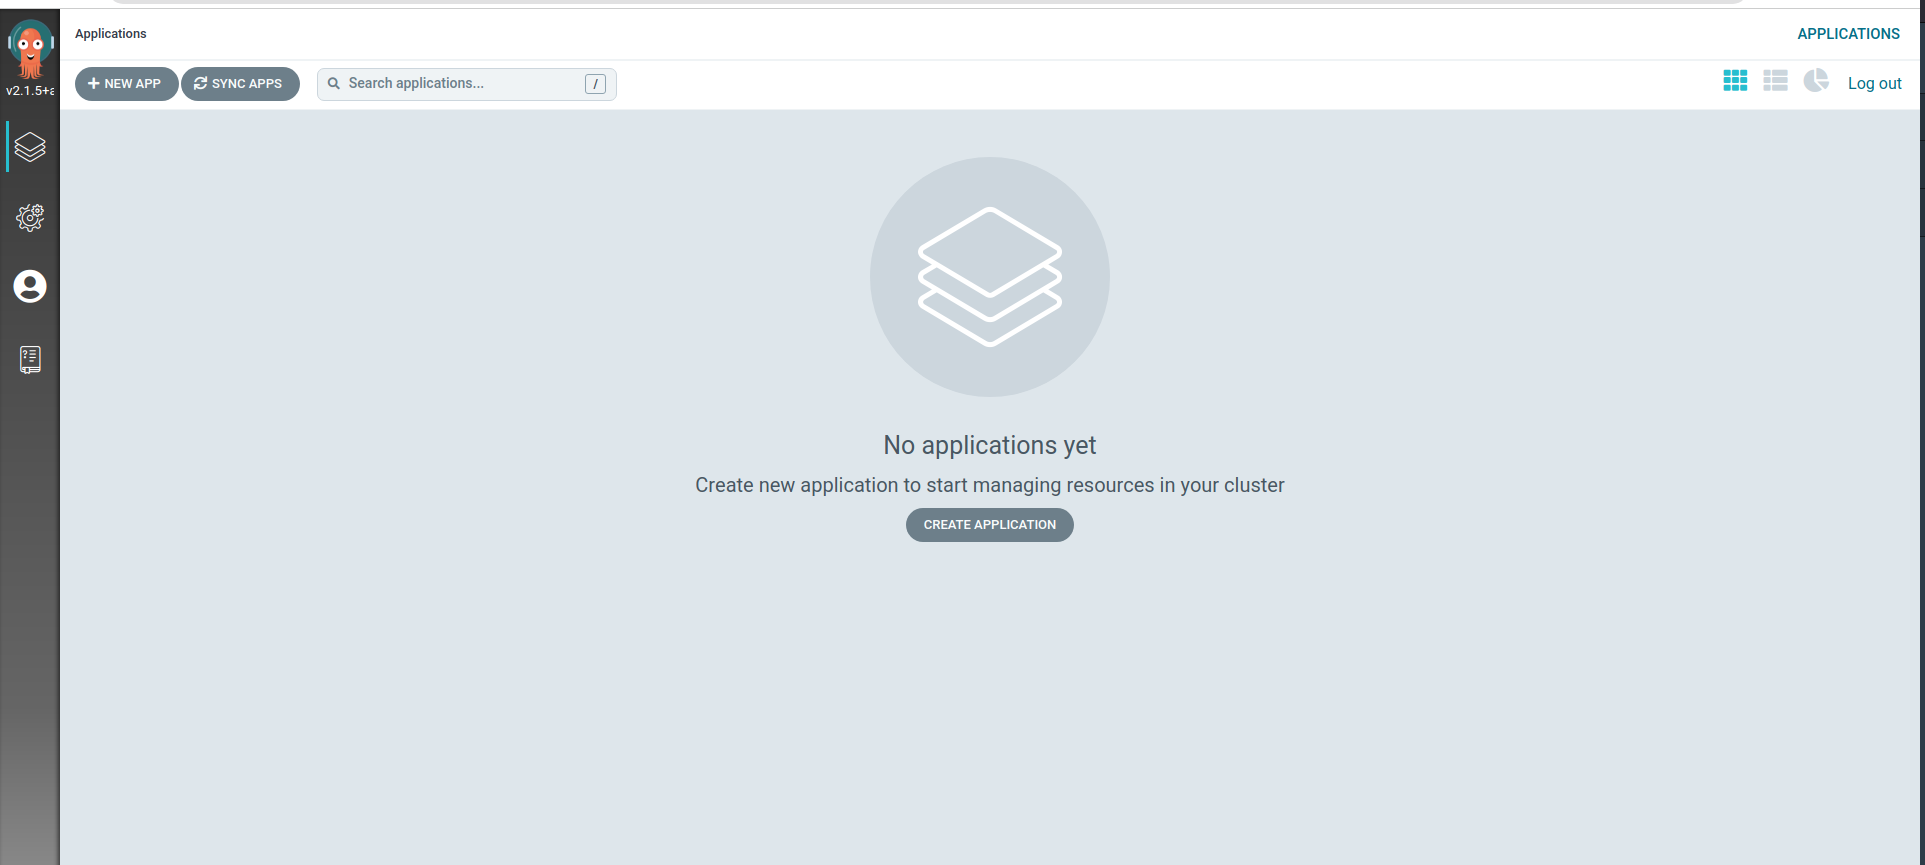 Applications
APPLICATIONS
NEW APP
SYNC APPS
Search applications...
/
Log out
v2.1.5+a
No applications yet
Create new application to start managing resources in your cluster
CREATE APPLICATION